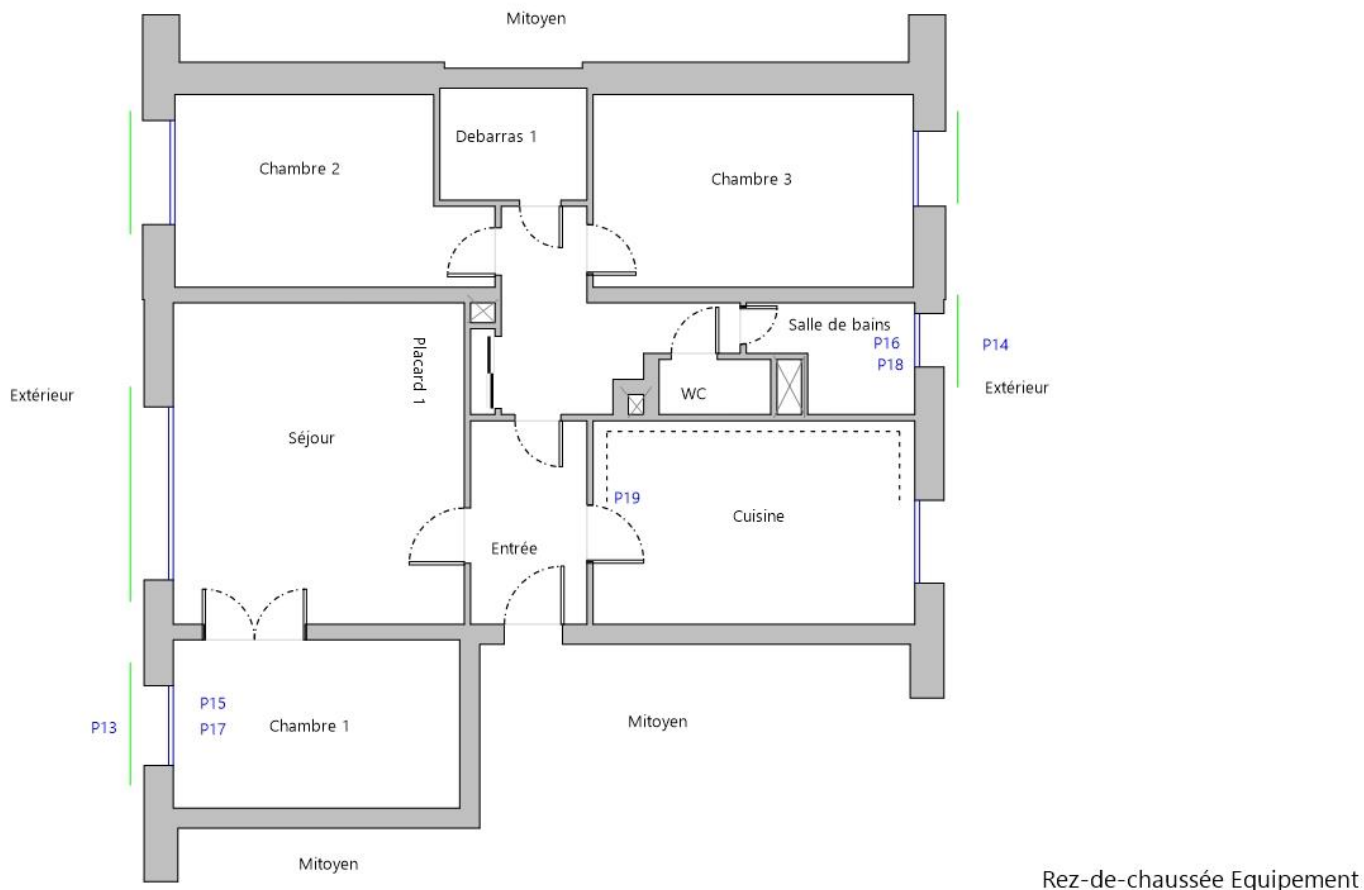 Mitoyen
Debarras 1
Chambre 2
Chambre 3
Salle de bains
P16
P14
P18
Placard 1
Extérieur
Extérieur
WC
Séjour
P19
Cuisine
Entrée
P15
P13
P17
Chambre 1
Mitoyen
Mitoyen
Rez-de-chaussée Equipement